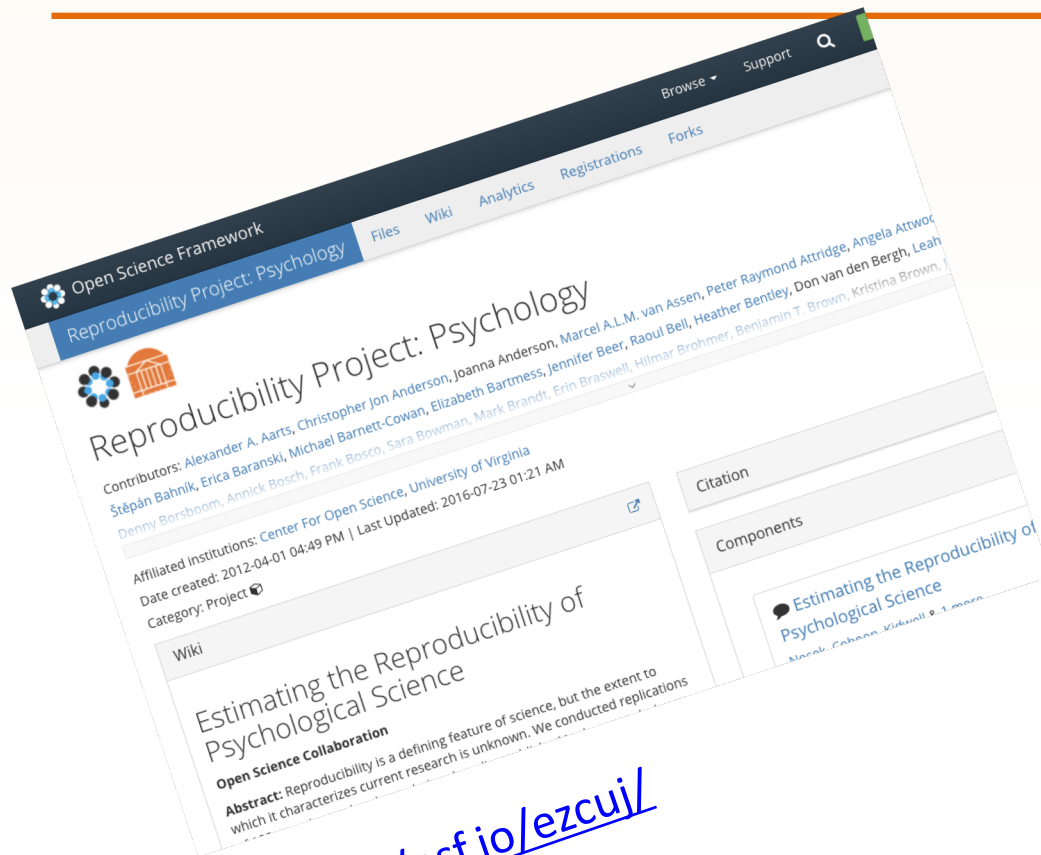 Browse Support
Open Science Framework
Reproducibility Project: Psychology Files Wiki Analytics Registrations Forks
Reproducibility Project: Psychology
Contributors: Alexander A. Aarts, Christopher Jon Anderson, Joanna Anderson, Marcel A.L.M. van Assen, Peter Raymond Attridge, Angela Attwoo
Štěpán Bahník, Erica Baranski, Michael Barnett-Cowan, Elizabeth Bartmess, Jennifer Beer, Raoul Bell, Heather Bentley, Don van den Bergh, Leah
Denny Borsboom, Annick Bosch, Frank Bosco, Sara Bowman, Mark Brandt, Erin Braswell, Hilmar Brohmer, Benjamin T. Brown, Kristina Brown,
Affiliated institutions: Center For Open Science, University of Virginia
Date created: 2012-04-01 04:49 PM | Last Updated: 2016-07-23 01:21 AM
Category: Project
Wiki
Estimating the Reproducibility of
Psychological Science
Open Science Collaboration
Abstract: Reproducibility is a defining feature of science, but the extent to
which it characterizes current research is unknown. We conducted replications
Citation
Components
Estimating the Reproducibility of
Psychological Science
Nosek, Cohoon, Kidwell & 1 more
osf.io/ezcuj/